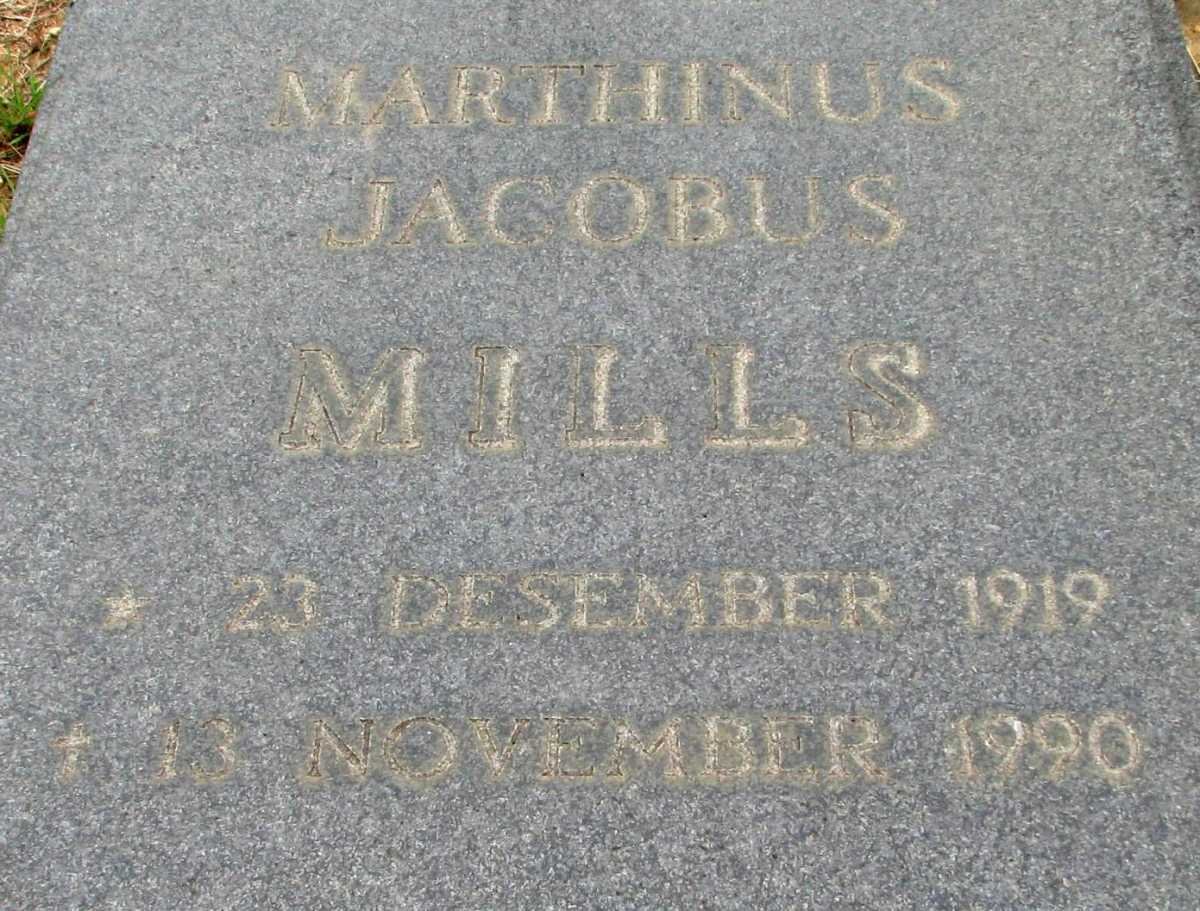 MARTHINUS
JACOBUS
MILLS
* 23 DESEMBER 1919
† 13 NOVEMBER 1990